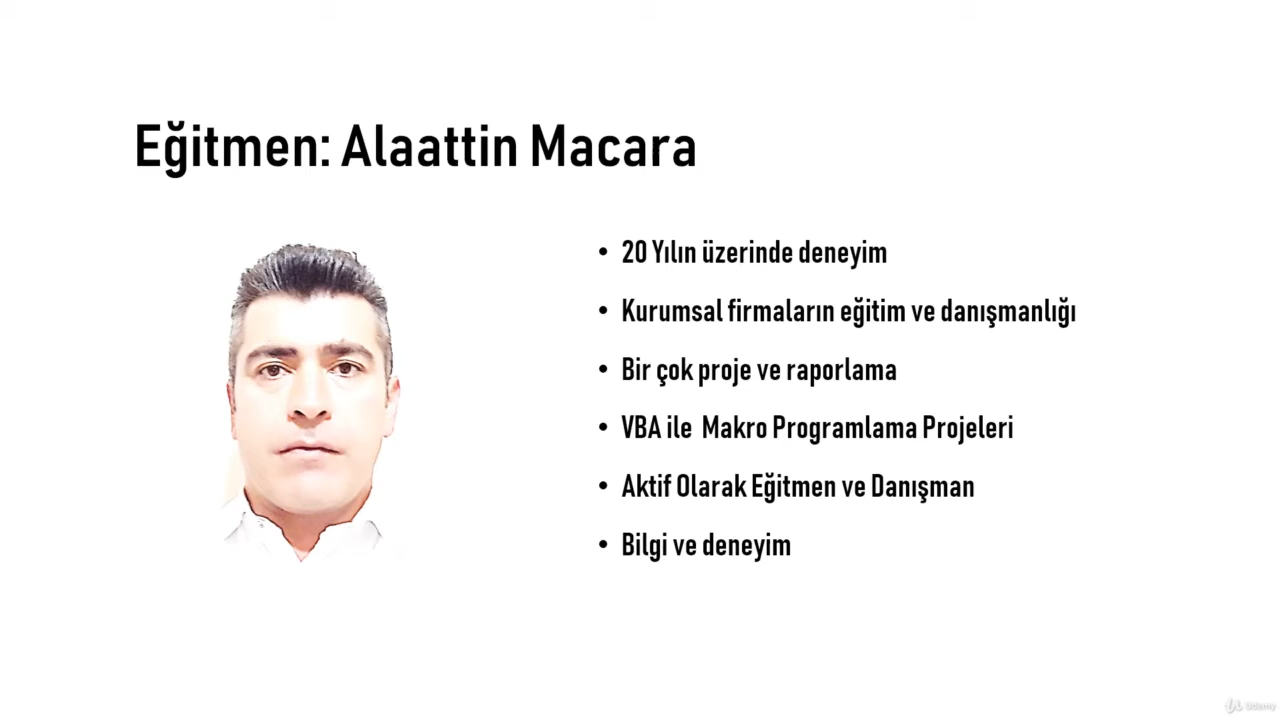 Eğitmen: Alaattin Macara
• 20 Yılın üzerinde deneyim
• Kurumsal firmaların eğitim ve danışmanlığı
• Bir çok proje ve raporlama
• VBA ile  Makro Programlama Projeleri
• Aktif Olarak Eğitmen ve Danışman
• Bilgi ve deneyim
Udemy